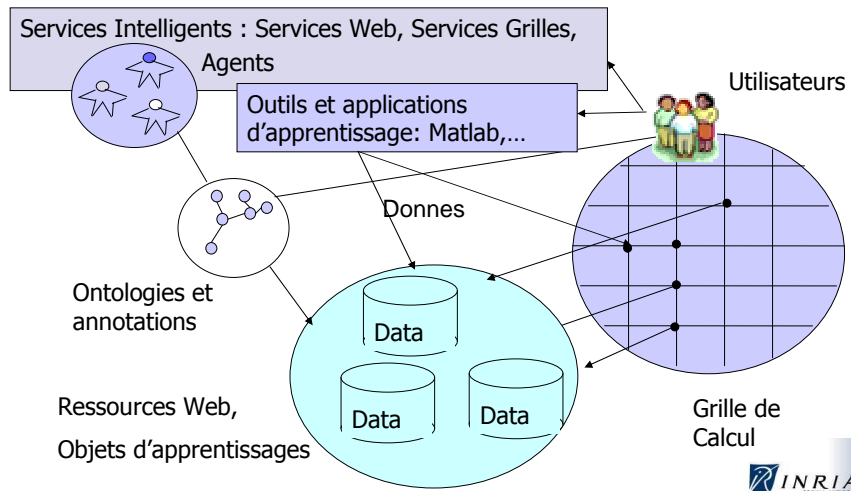 Services Intelligents : Services Web, Services Grilles,
Agents
Utilisateurs
Outils et applications
d'apprentissage: Matlab,...
Donnes
Ontologies et
annotations
Data
Data
Data
Ressources Web,
Objets d'apprentissages
Grille de
Calcul
INRIA